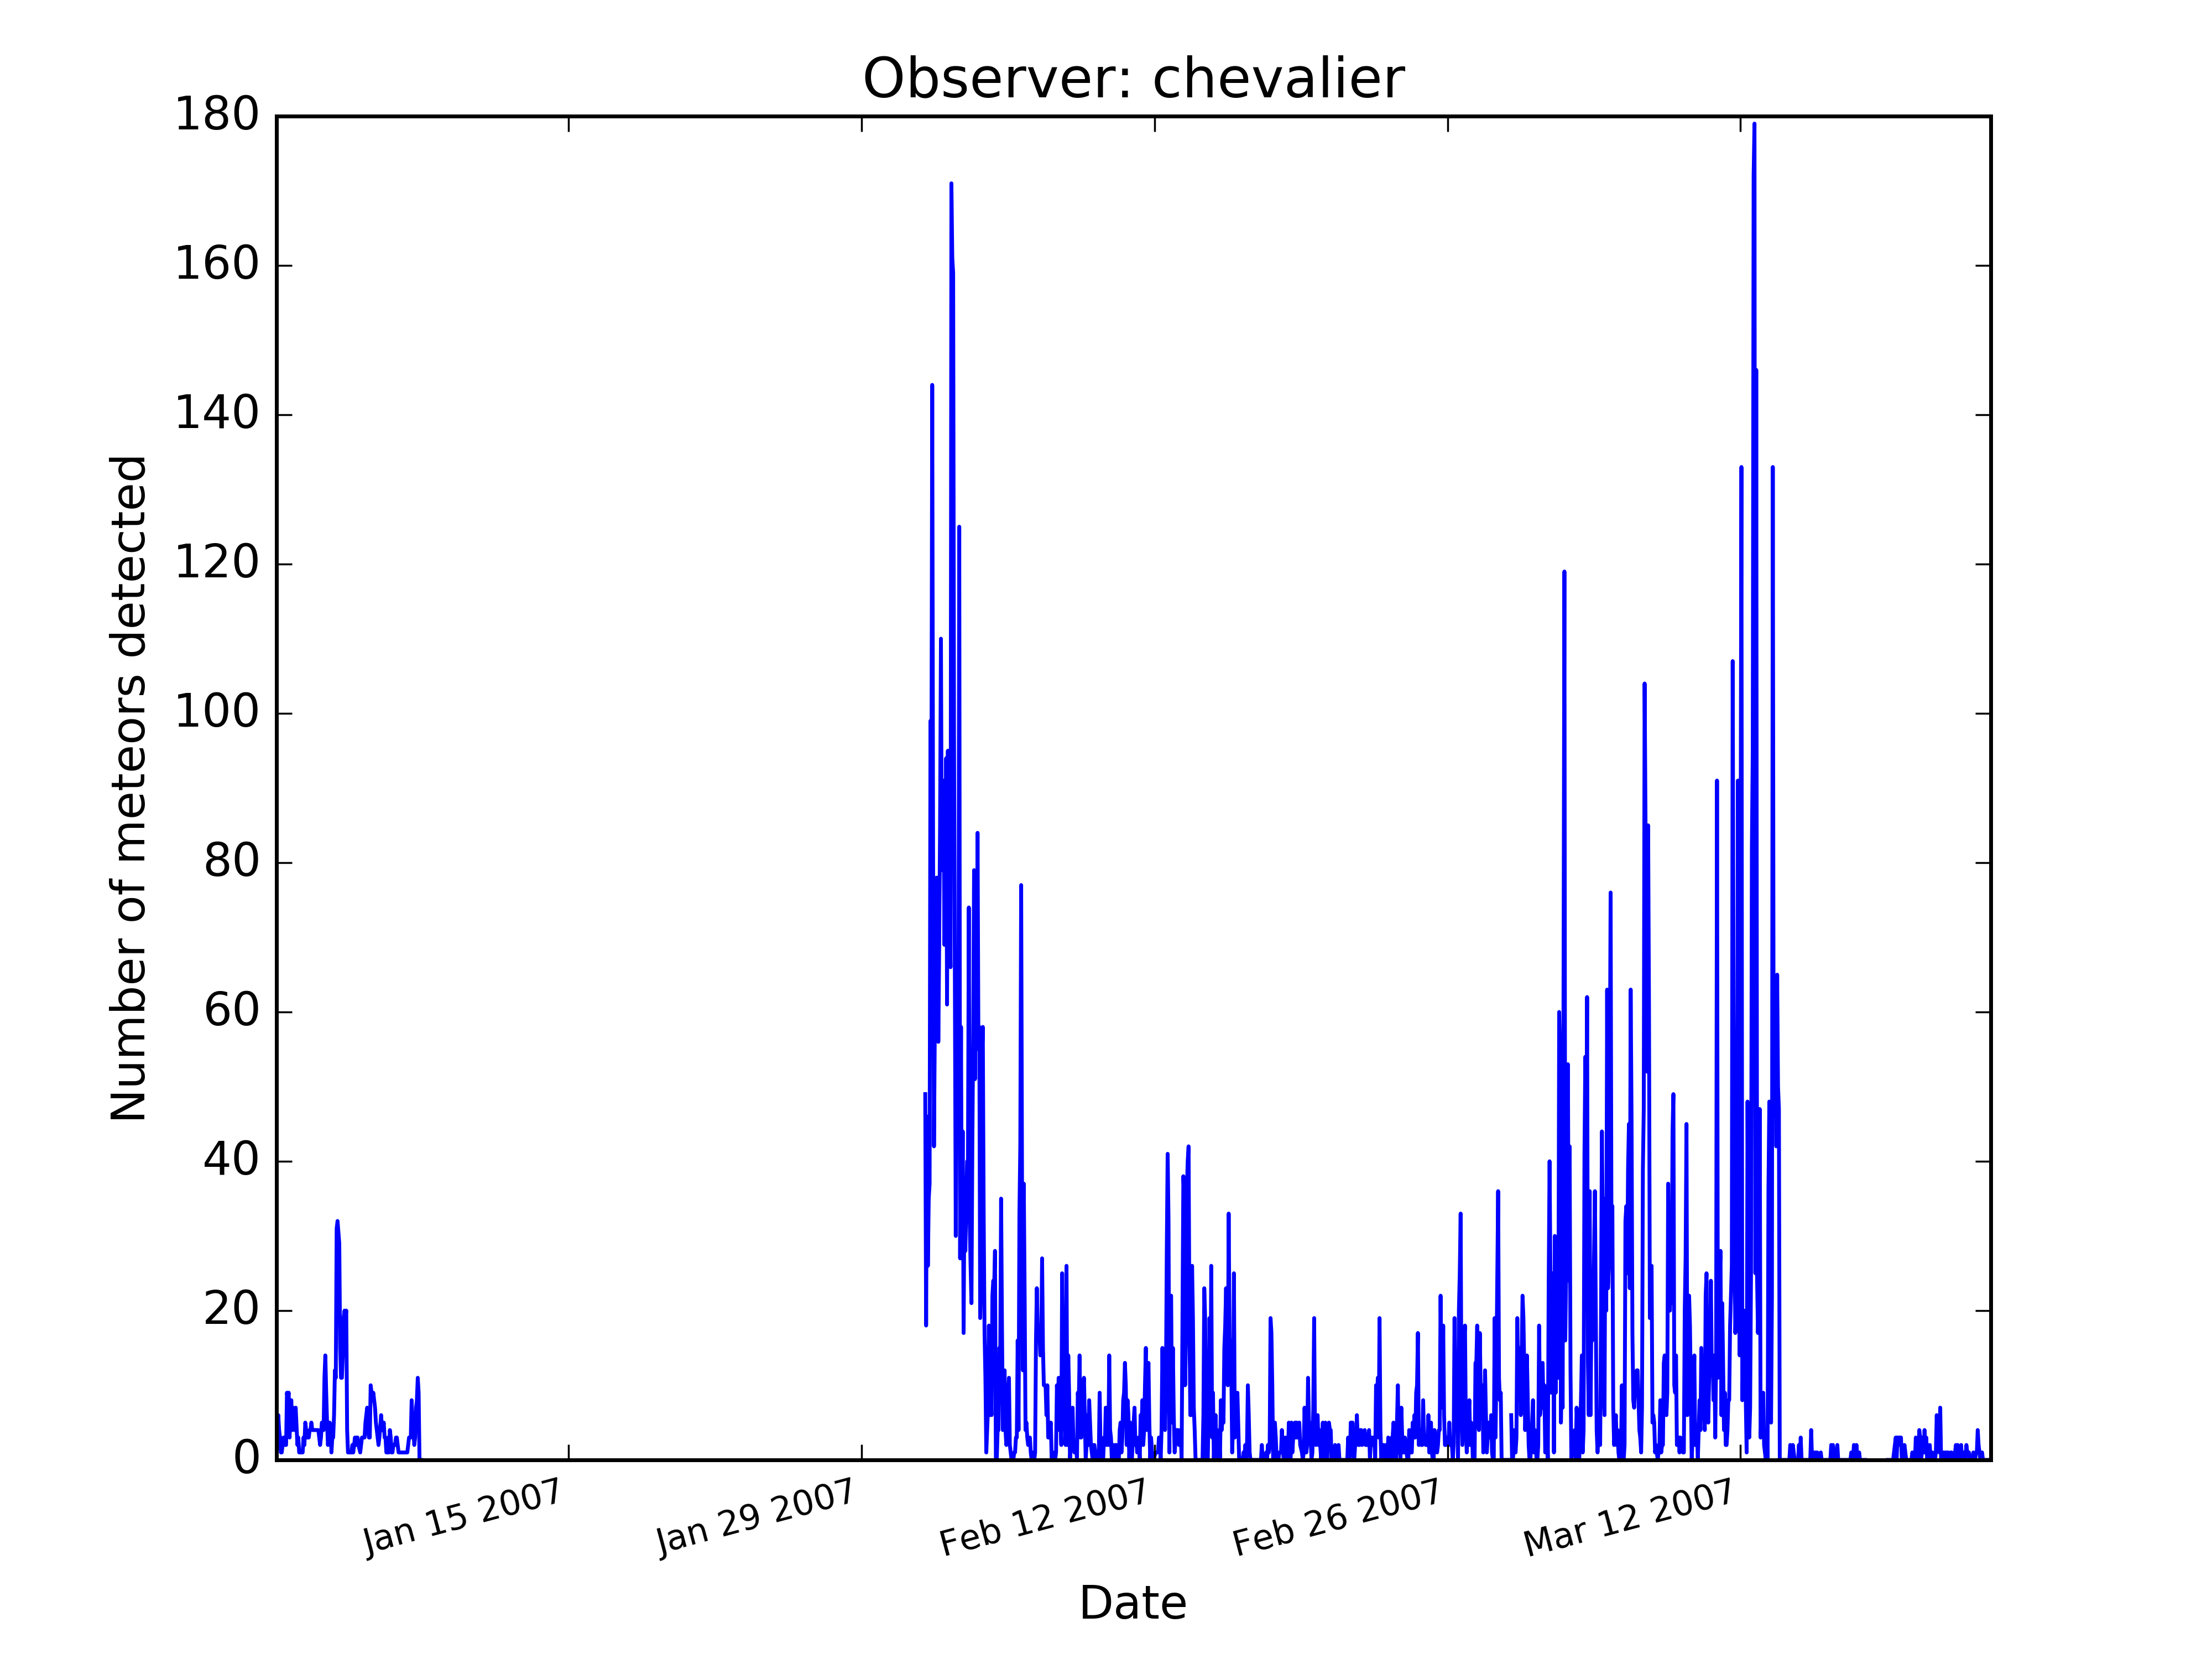 Observer: chevalier
180
160
140
120
100
80
60
40
20
0
Number of meteors detected
Jan 15 2007
Jan 29 2007
Feb 12 2007
Feb 26 2007
Mar 12 2007
Date